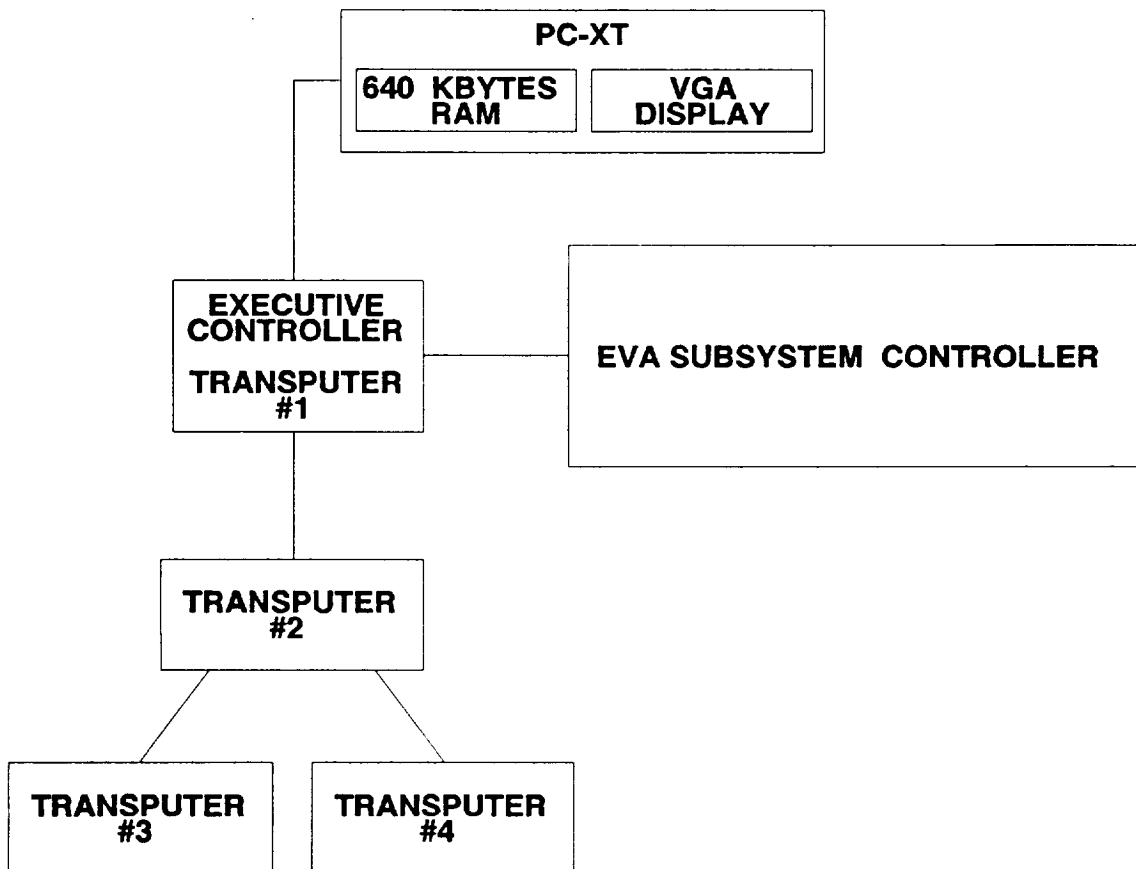 PC-XT
640 KBYTES
RAM
VGA
DISPLAY
EXECUTIVE
CONTROLLER
TRANSPUTER
#1
EVA SUBSYSTEM CONTROLLER
TRANSPUTER
#2
TRANSPUTER
#3
TRANSPUTER
#4